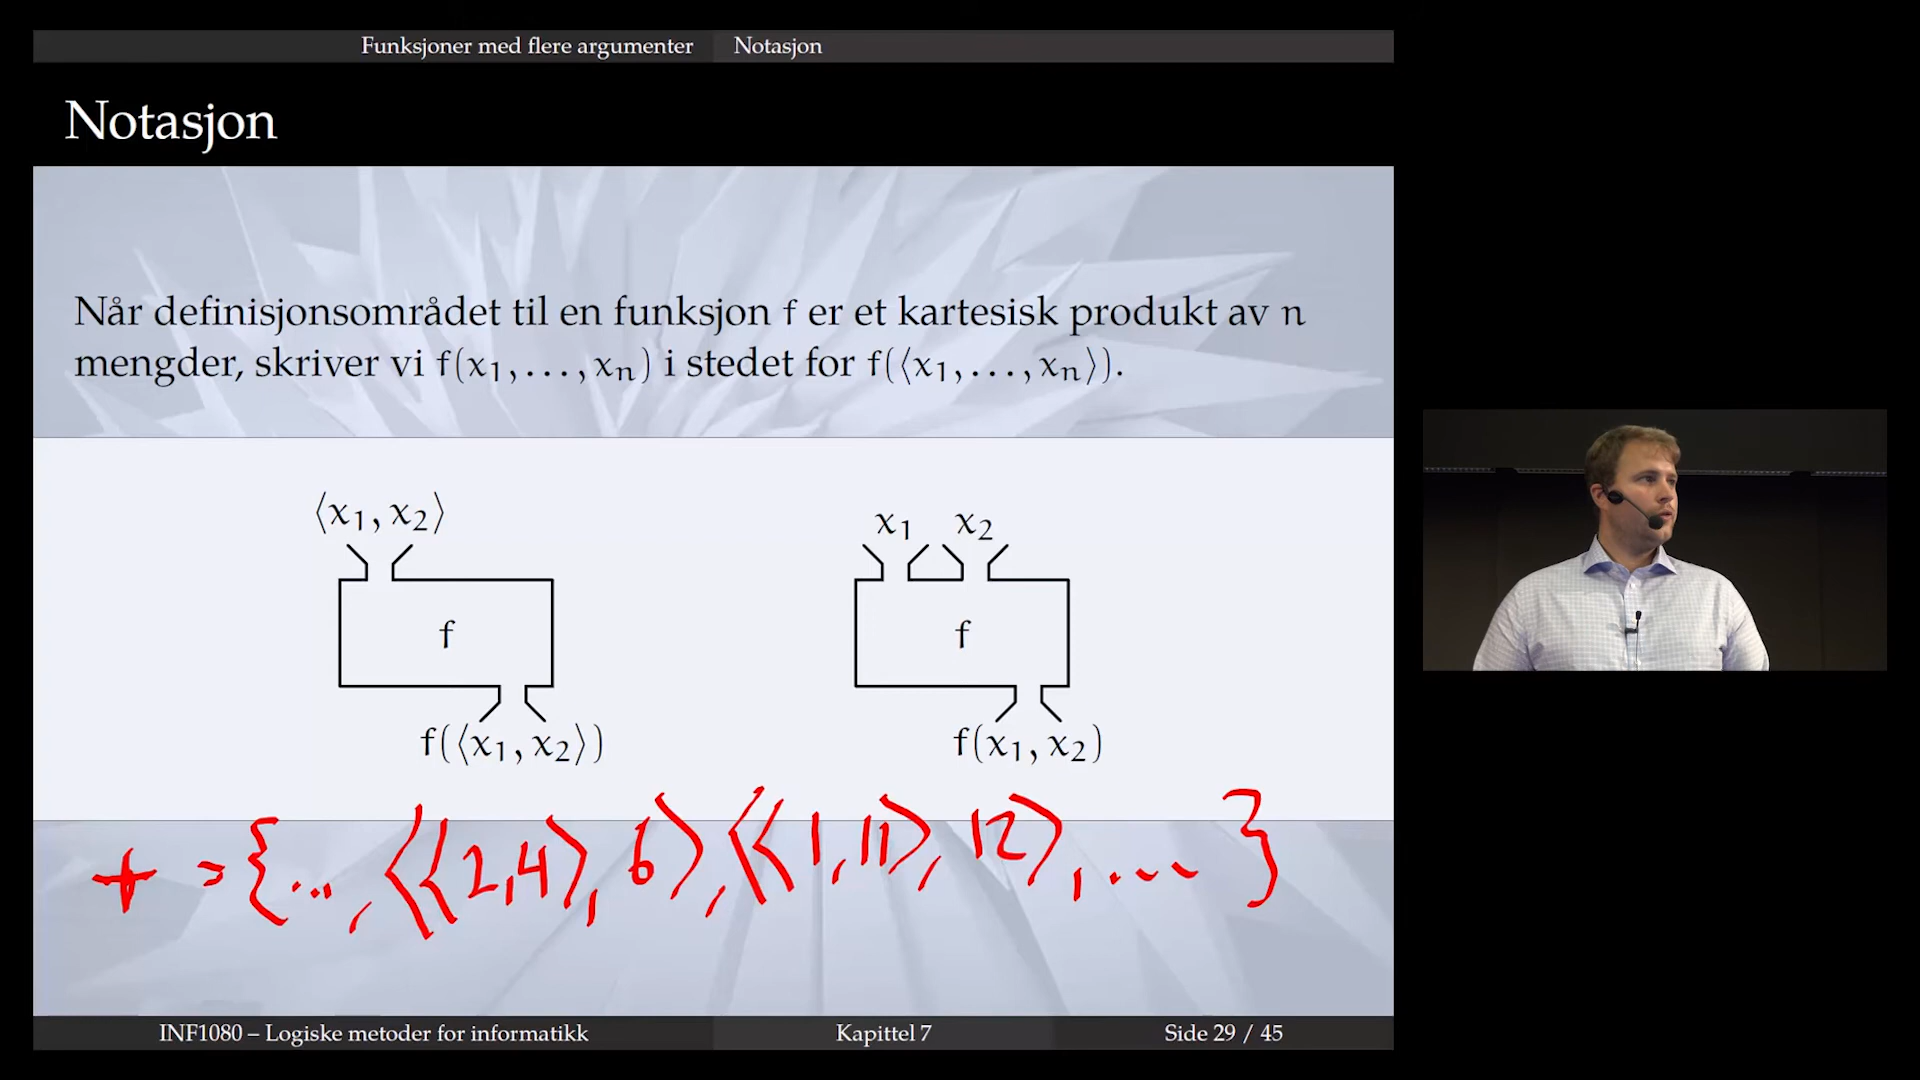 Funksjoner med flere argumenter Notasjon
Notasjon
Når definisjonsområdet til en funksjon f er et kartesisk produkt av n
mengder, skriver vi f(x₁, . . . , xₙ) i stedet for f(⟨x₁, . . . , xₙ⟩).
⟨x₁, x₂⟩
x₁ x₂
f
f
f(⟨x₁, x₂⟩)
f(x₁, x₂)
+ = {..., ⟨⟨2,4⟩, 6⟩, ⟨⟨1,11⟩, 12⟩, ... }
INF1080 – Logiske metoder for informatikk Kapittel 7 Side 29 / 45